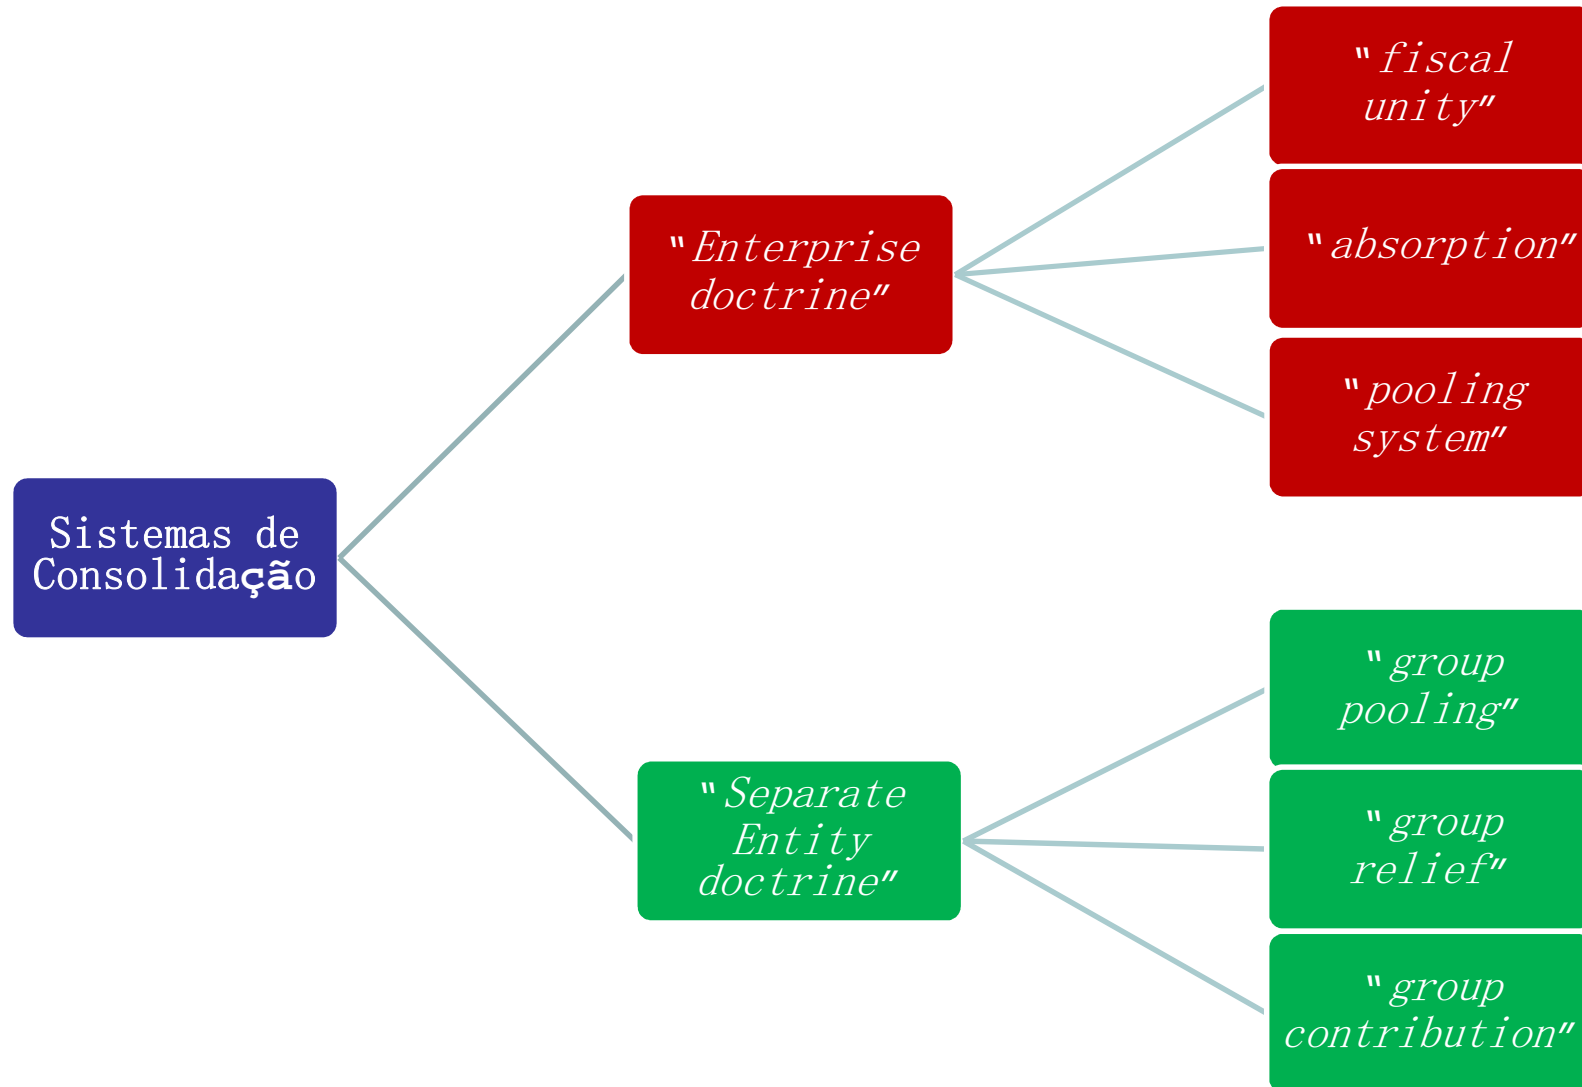 Sistemas de
Consolidação
"Enterprise
doctrine"
"fiscal
unity"
"absorption"
"pooling
system"
"Separate
Entity
doctrine"
"group
pooling"
"group
relief"
"group
contribution"